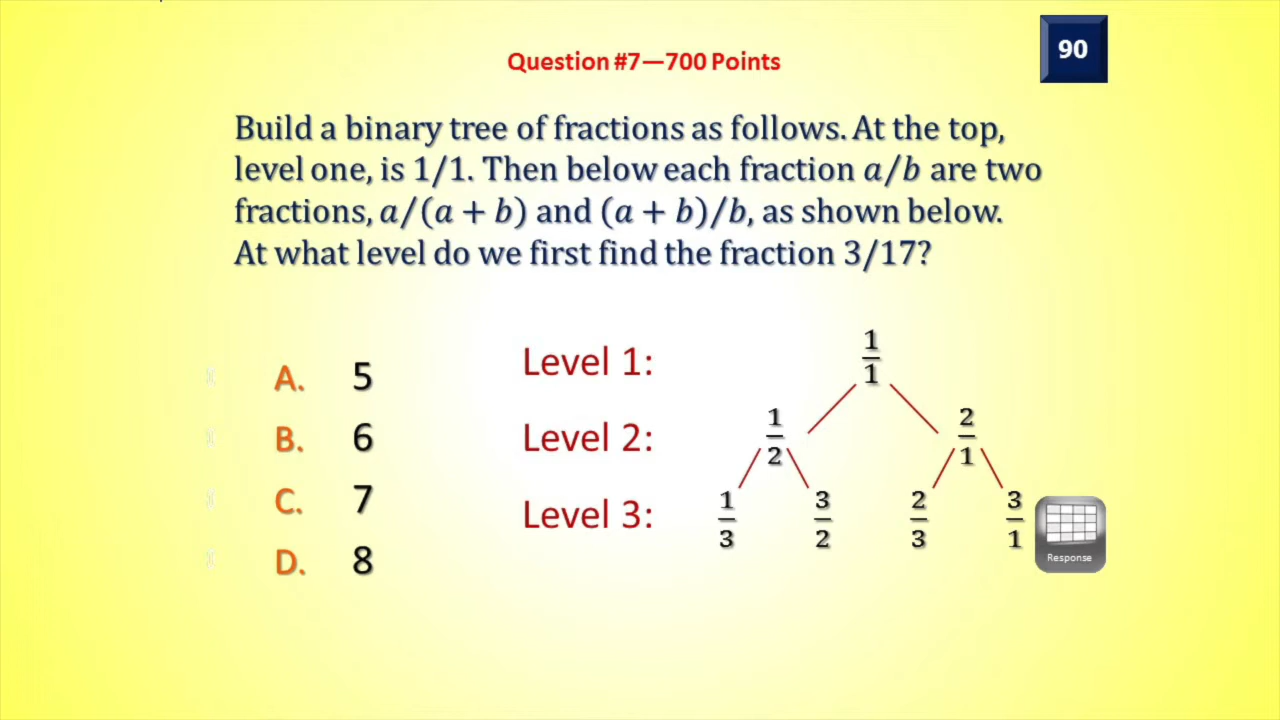 Question #7—700 Points
90
Build a binary tree of fractions as follows. At the top,
level one, is 1/1. Then below each fraction a/b are two
fractions, a/(a + b) and (a + b)/b, as shown below.
At what level do we first find the fraction 3/17?
A. 5
B. 6
C. 7
D. 8
Level 1:
1/1
Level 2:
1/2 2/1
Level 3:
1/3 3/2 2/3 3/1
Response